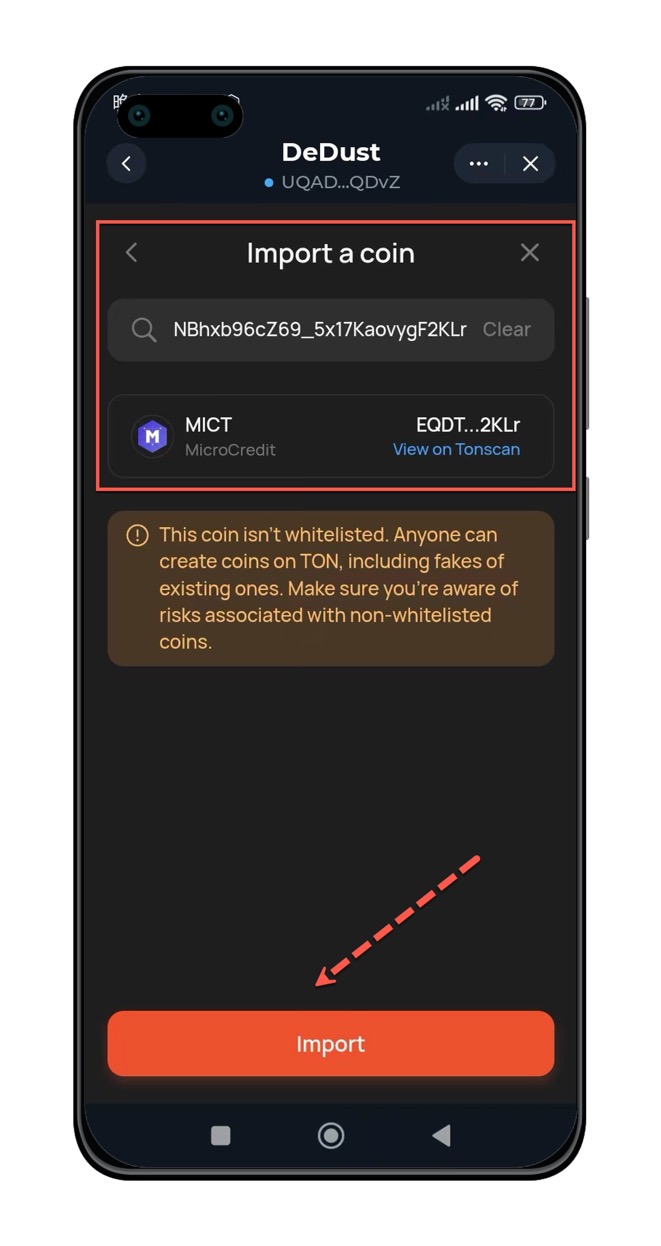 77
DeDust
UQAD...QDvZ
Import a coin
NBhxb96cZ69_5x17KaovygF2KLr Clear
M
MICT EQDT...2KLr
MicroCredit View on Tonscan
This coin isn't whitelisted. Anyone can
create coins on TON, including fakes of
existing ones. Make sure you're aware of
risks associated with non-whitelisted
coins.
Import